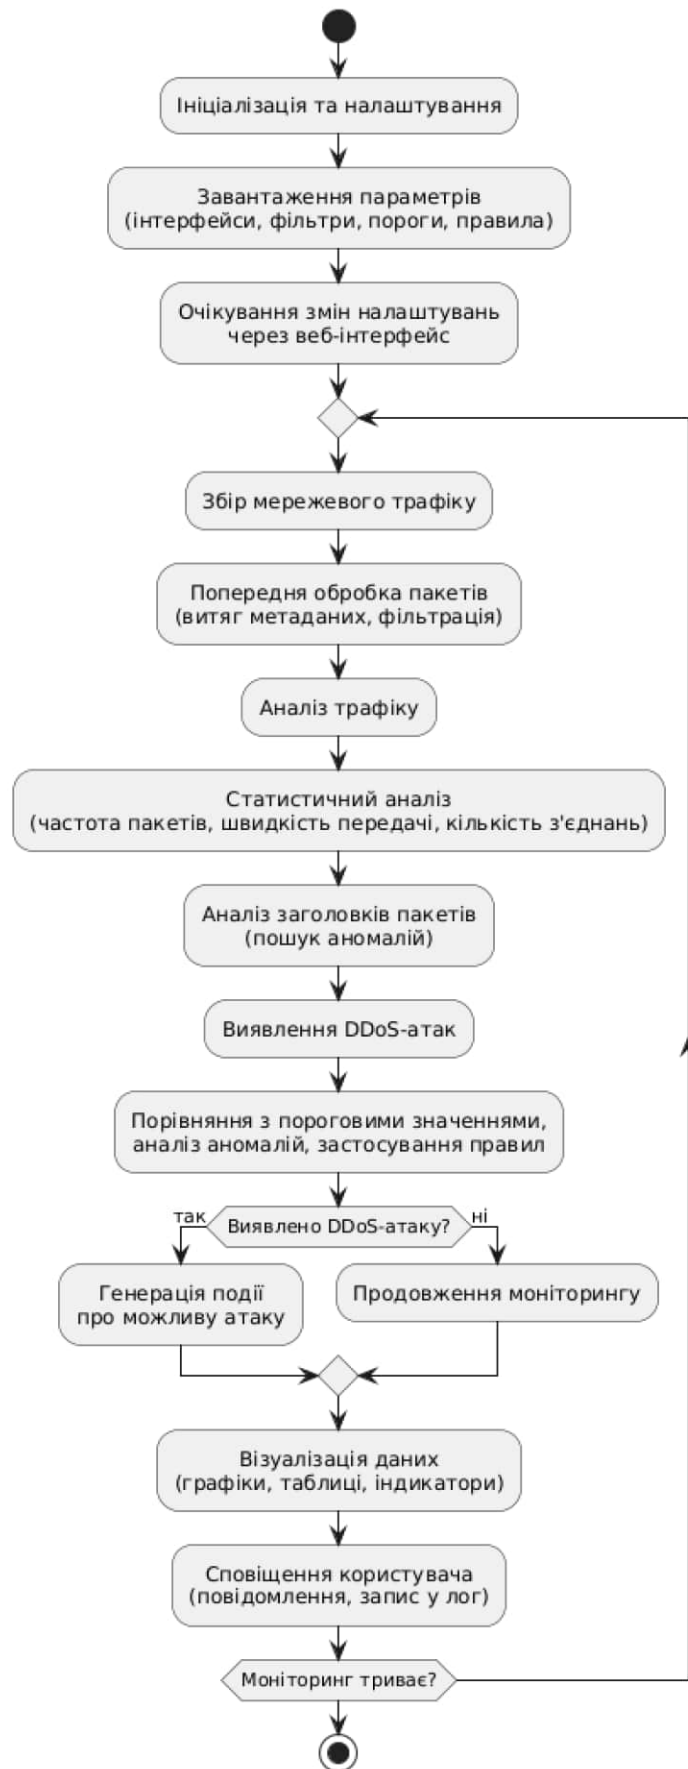 Ініціалізація та налаштування
Завантаження параметрів
(інтерфейси, фільтри, пороги, правила)
Очікування змін налаштувань
через веб-інтерфейс
Збір мережевого трафіку
Попередня обробка пакетів
(витяг метаданих, фільтрація)
Аналіз трафіку
Статистичний аналіз
(частота пакетів, швидкість передачі, кількість з'єднань)
Аналіз заголовків пакетів
(пошук аномалій)
Виявлення DDoS-атак
Порівняння з пороговими значеннями,
аналіз аномалій, застосування правил
Виявлено DDoS-атаку?
так
ні
Генерація події
про можливу атаку
Продовження моніторингу
Візуалізація даних
(графіки, таблиці, індикатори)
Сповіщення користувача
(повідомлення, запис у лог)
Моніторинг триває?